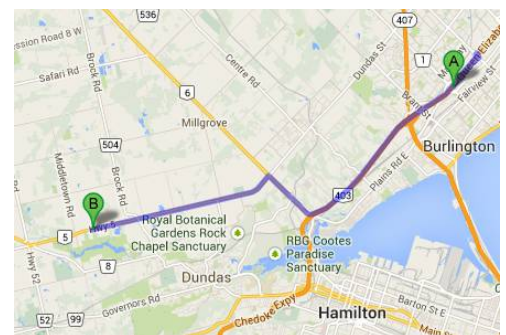 536
407
ssion Road 8 W
Safari Rd
Brock Rd
Centre Rd
Dundas St
1
A
Fairview St
Brant St
6
Millgrove
504
Middletown Rd
Brock Rd
Burlington
Plains Rd E
403
B
Hwy 5
5
Royal Botanical
Gardens Rock
Chapel Sanctuary
RBG Cootes
Paradise
Sanctuary
8
Hwy 52
Dundas
Governors Rd
52
99
Chedoke Expy
Hamilton
Barton St E
Main St